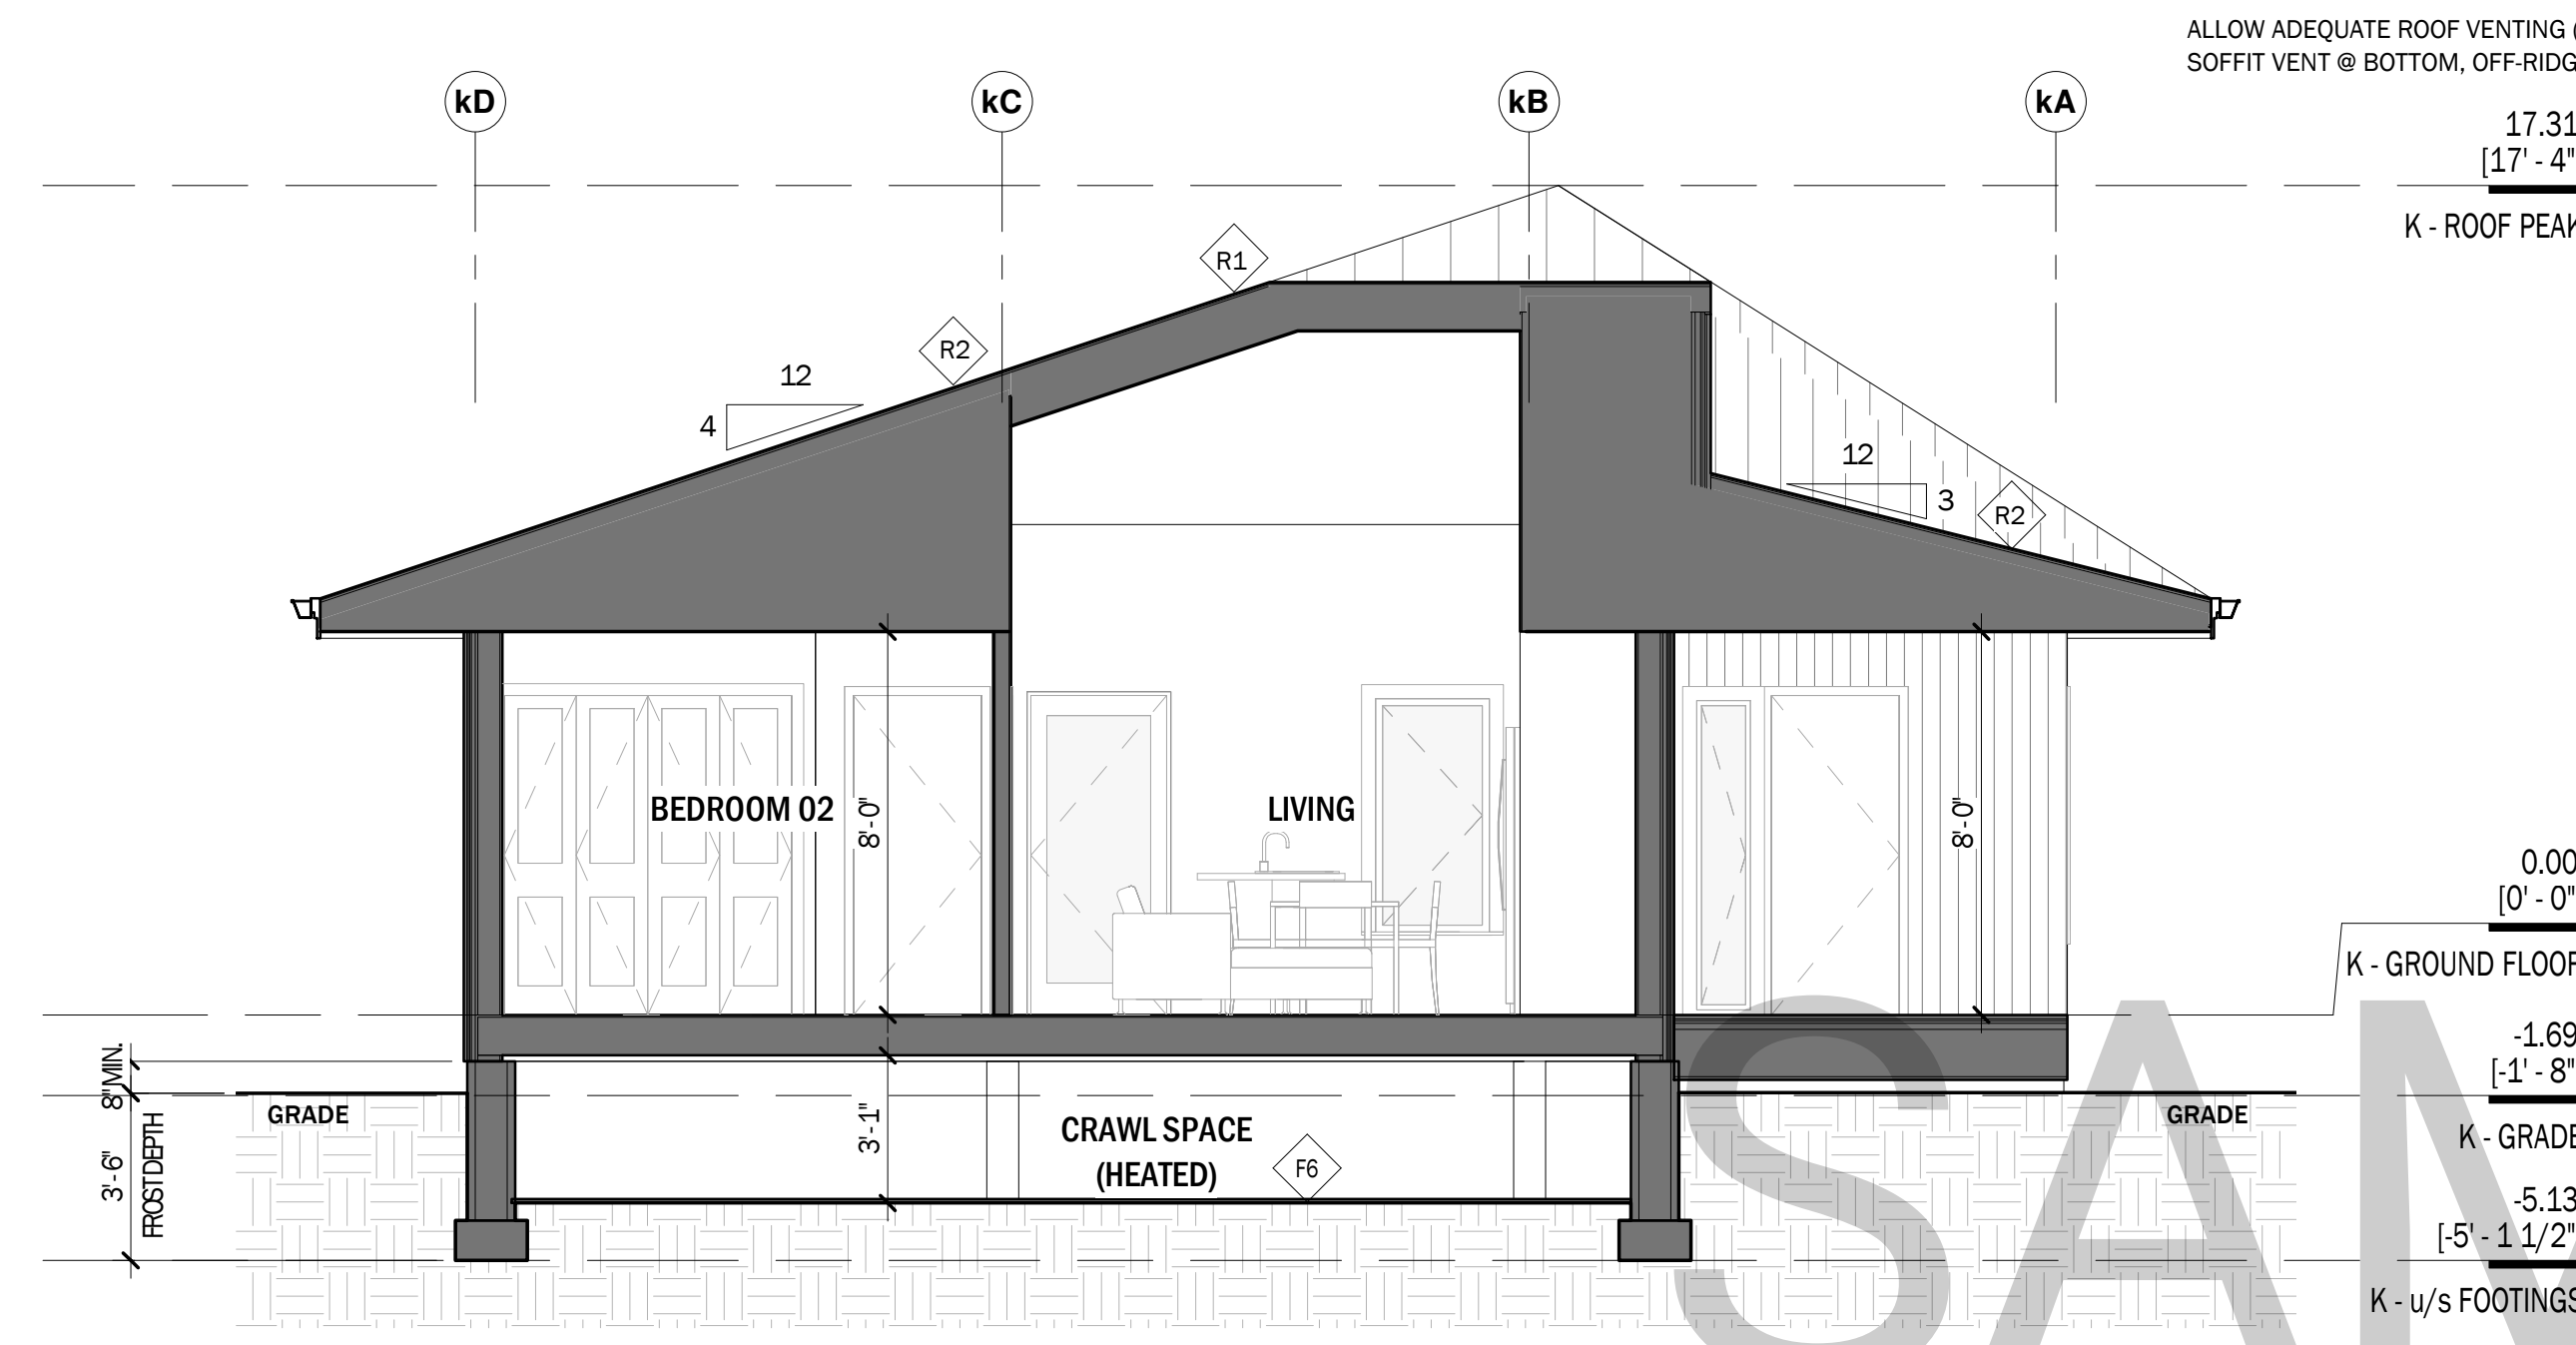 ALLOW ADEQUATE ROOF VENTING (
SOFFIT VENT @ BOTTOM, OFF-RIDG
kD
kC
kB
kA
17.31
[17' - 4"
K - ROOF PEAK
R1
R2
12
4
12
3
R2
BEDROOM 02
8'-0"
LIVING
8'-0"
0.00
[0' - 0"
K - GROUND FLOOR
-1.69
[-1' - 8"
K - GRADE
8" MIN.
GRADE
GRADE
3'-6"
FROST DEPTH
3'-1"
CRAWL SPACE
(HEATED)
F6
-5.13
[-5' - 1 1/2"
K - u/s FOOTINGS
SAM